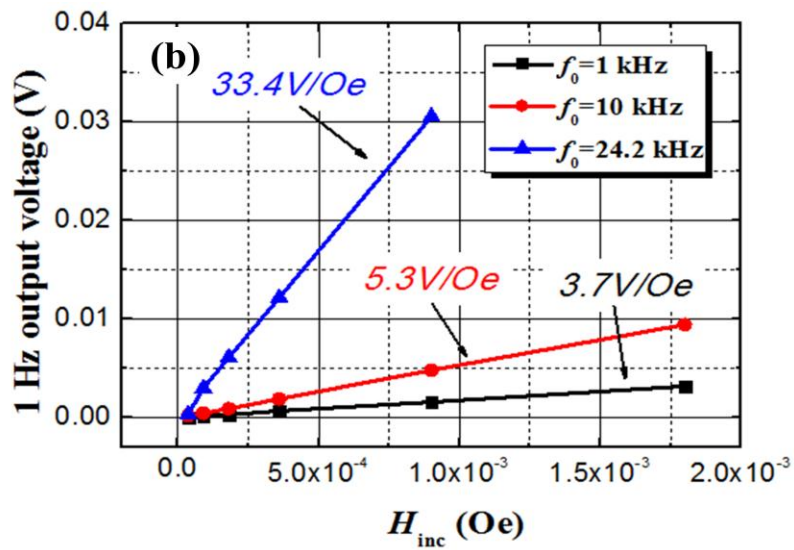 (b)
33.4V/Oe
f₀=1 kHz
f₀=10 kHz
f₀=24.2 kHz
5.3V/Oe
3.7V/Oe
1 Hz output voltage (V)
0.04
0.03
0.02
0.01
0.00
0.0
5.0x10⁻⁴
1.0x10⁻³
1.5x10⁻³
2.0x10⁻³
H_inc (Oe)